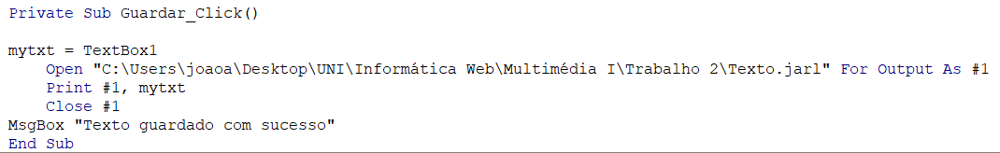 Private Sub Guardar_Click()
mytxt = TextBox1
Open "C:\Users\joaoa\Desktop\UNI\Informática Web\Multimédia I\Trabalho 2\Texto.jarl" For Output As #1
Print #1, mytxt
Close #1
MsgBox "Texto guardado com sucesso"
End Sub